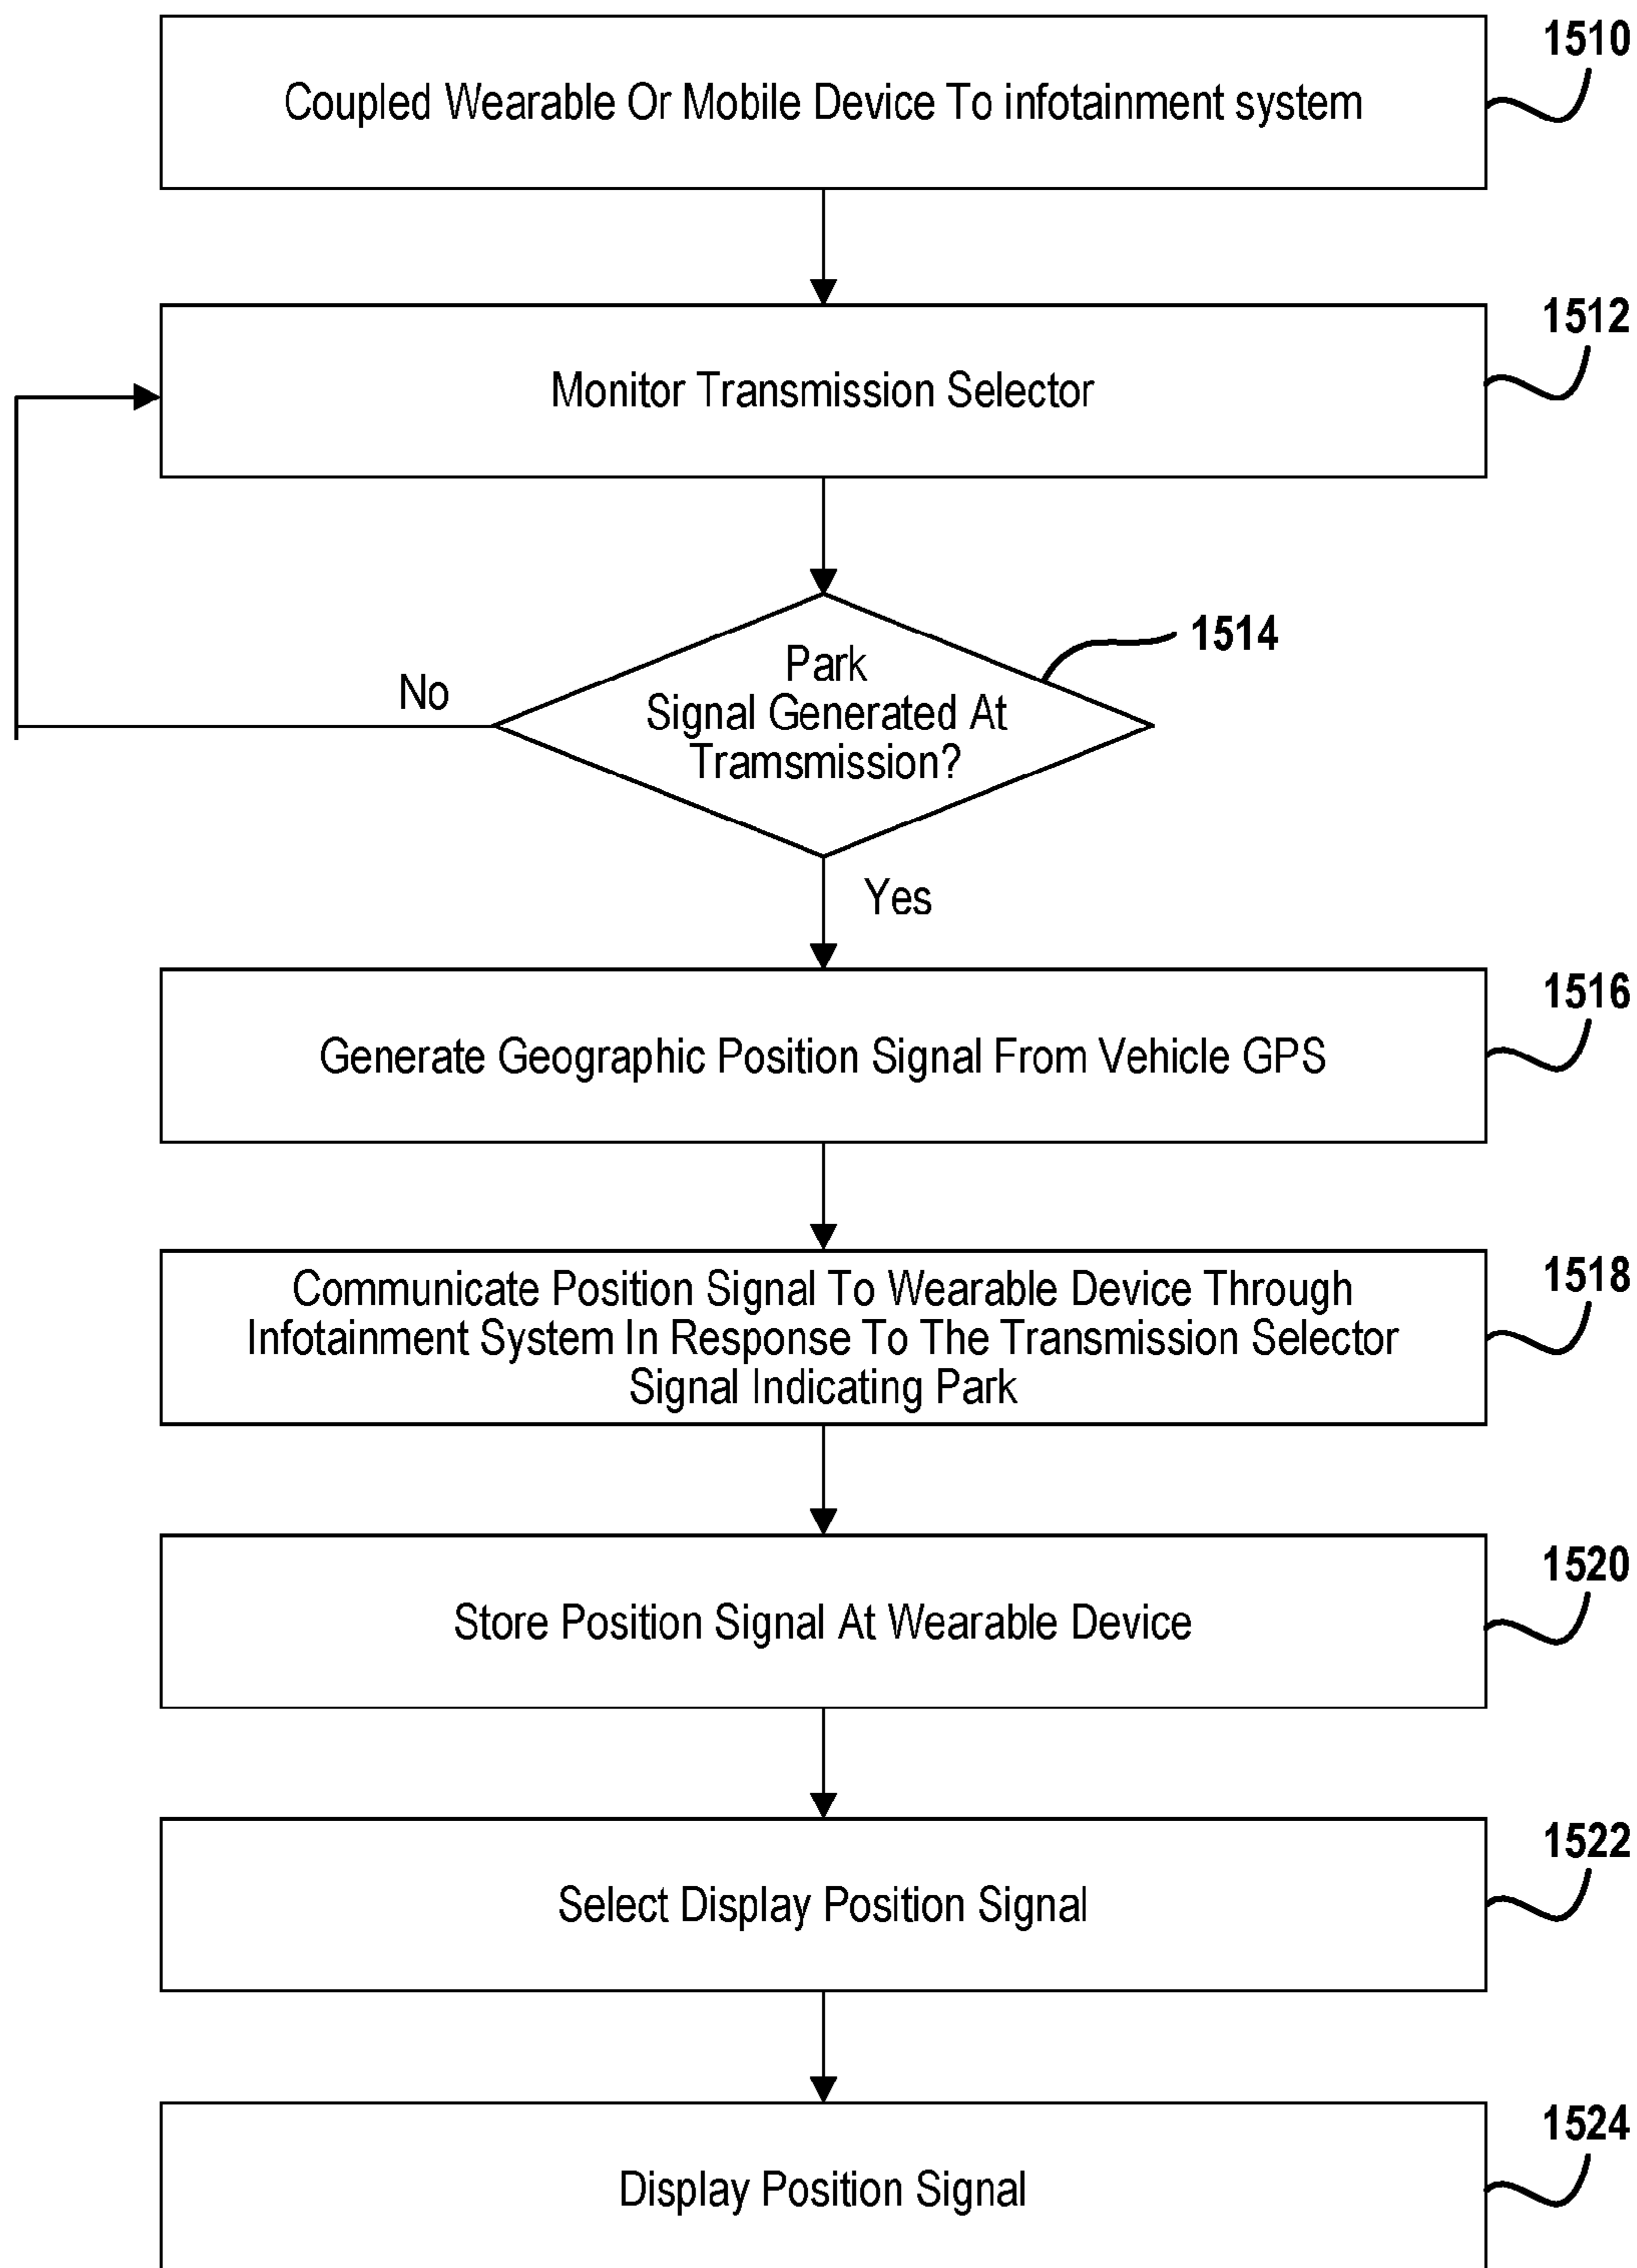 1510
Coupled Wearable Or Mobile Device To infotainment system
1512
Monitor Transmission Selector
1514
Park
Signal Generated At
Tramsmission?
No
Yes
1516
Generate Geographic Position Signal From Vehicle GPS
1518
Communicate Position Signal To Wearable Device Through
Infotainment System In Response To The Transmission Selector
Signal Indicating Park
1520
Store Position Signal At Wearable Device
1522
Select Display Position Signal
1524
Display Position Signal